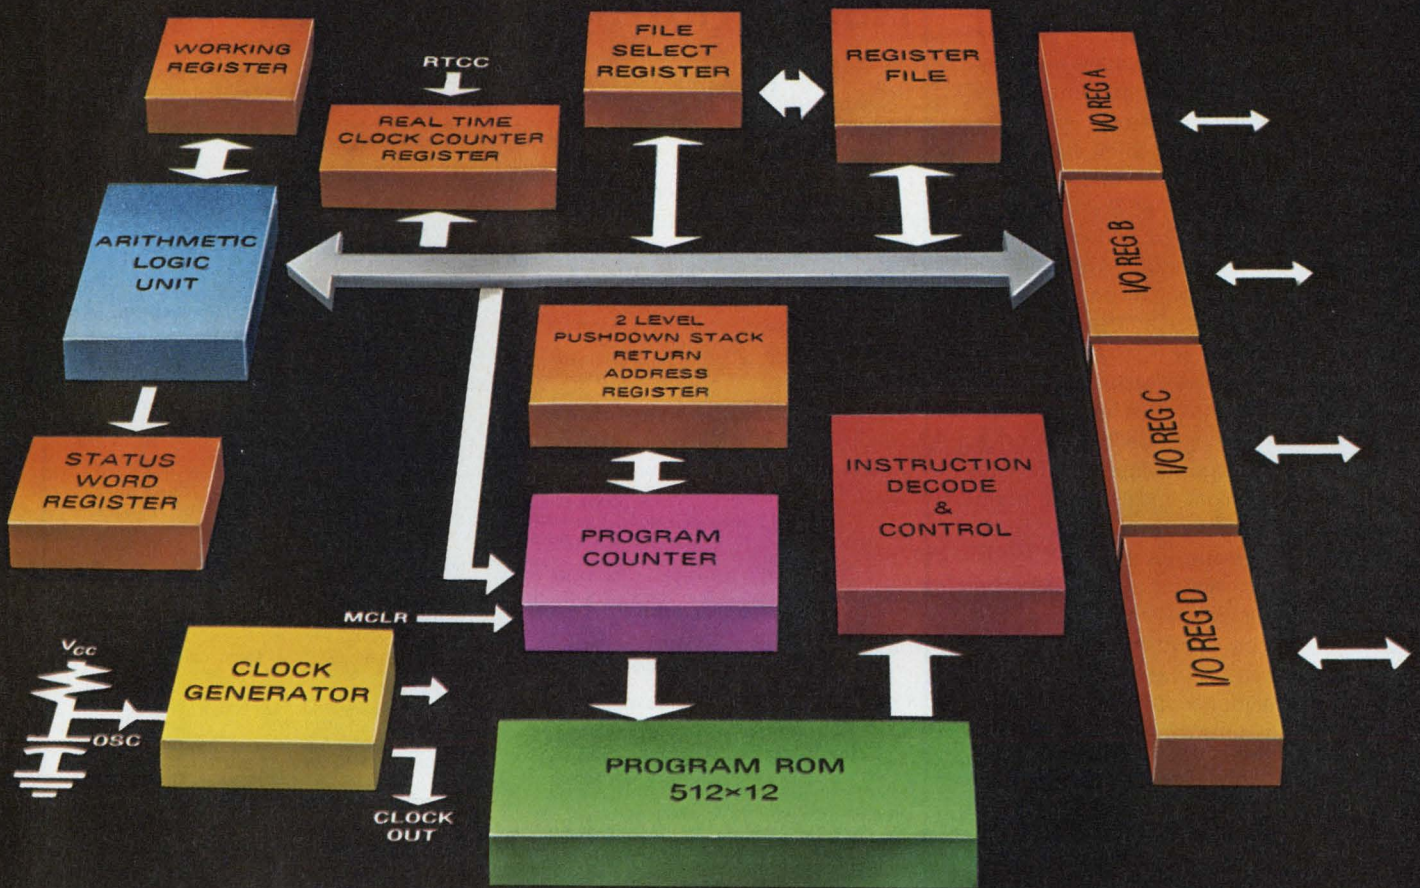 WORKING
REGISTER
RTCC
REAL TIME
CLOCK COUNTER
REGISTER
FILE
SELECT
REGISTER
REGISTER
FILE
I/O REG A
ARITHMETIC
LOGIC
UNIT
I/O REG B
2 LEVEL
PUSHDOWN STACK
RETURN
ADDRESS
REGISTER
I/O REG C
STATUS
WORD
REGISTER
PROGRAM
COUNTER
INSTRUCTION
DECODE
&
CONTROL
MCLR
I/O REG D
VCC
OSC
CLOCK
GENERATOR
CLOCK
OUT
PROGRAM ROM
512×12